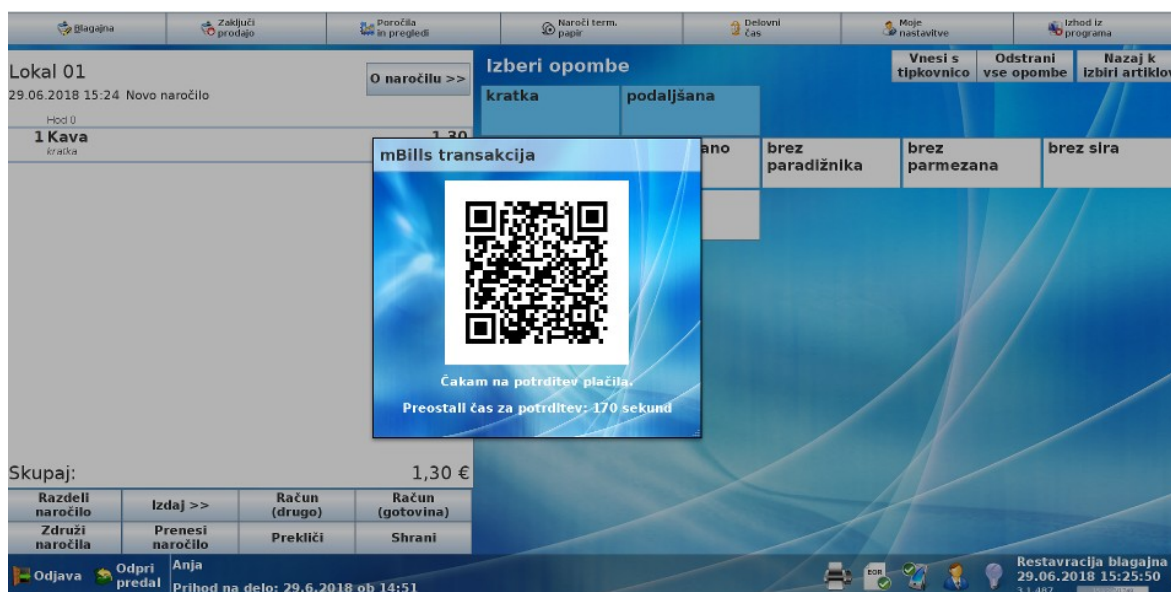 Blagajna
Zaključi
prodajo
Poročila
in pregledi
Naroči term.
papir
Delovni
čas
Moje
nastavitve
Izhod iz
programa
Lokal 01
O naročilu >>
29.06.2018 15:24 Novo naročilo
Hod 0
1 Kava 1,30
kratka
Izberi opombe
Vnesi s
tipkovnico
Odstrani
vse opombe
Nazaj k
izbiri artiklov
kratka
podaljšana
ano
brez
paradižnika
brez
parmezana
brez sira
mBills transakcija
Čakam na potrditev plačila.
Preostali čas za potrditev: 170 sekund
Skupaj: 1,30 €
Razdeli
naročilo
Izdaj >>
Račun
(drugo)
Račun
(gotovina)
Združi
naročila
Prenesi
naročilo
Prekliči
Shrani
Odjava
Odpri
predal
Anja
Prihod na delo: 29.6.2018 ob 14:51
EOR
Restavracija blagajna
29.06.2018 15:25:50
3.1.487